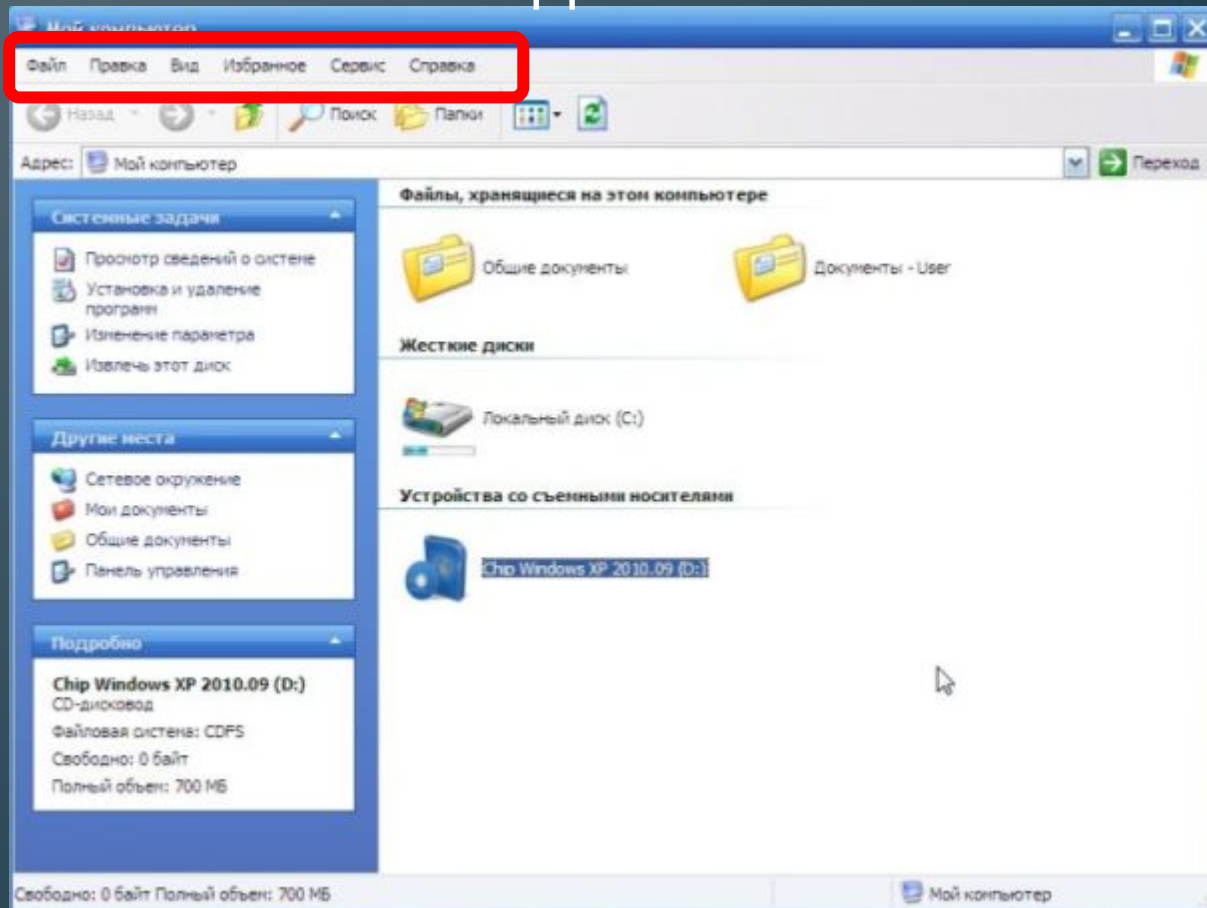 Мой компьютер
Файл Правка Вид Избранное Сервис Справка
Назад Поиск Папки
Адрес: Мой компьютер Переход
Системные задачи
Просмотр сведений о системе
Установка и удаление
программ
Изменение параметра
Извлечь этот диск
Другие места
Сетевое окружение
Мои документы
Общие документы
Панель управления
Подробно
Chip Windows XP 2010.09 (D:)
CD-дисковод
Файловая система: CDFS
Свободно: 0 байт
Полный объем: 700 МБ
Файлы, хранящиеся на этом компьютере
Общие документы
Документы - User
Жесткие диски
Локальный диск (C:)
Устройства со съемными носителями
Chip Windows XP 2010.09 (D:)
Свободно: 0 байт Полный объем: 700 МБ Мой компьютер